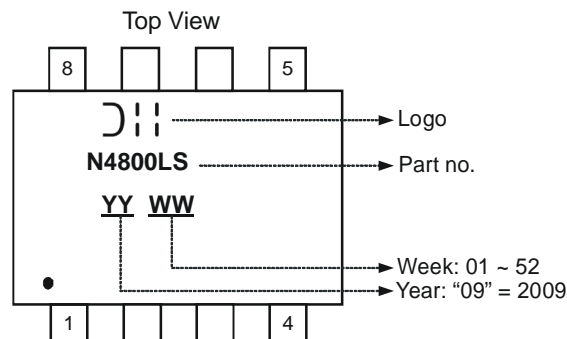 Top View
8 5
Logo
N4800LS Part no.
YY WW
Week: 01 ~ 52
Year: “09” = 2009
1 4